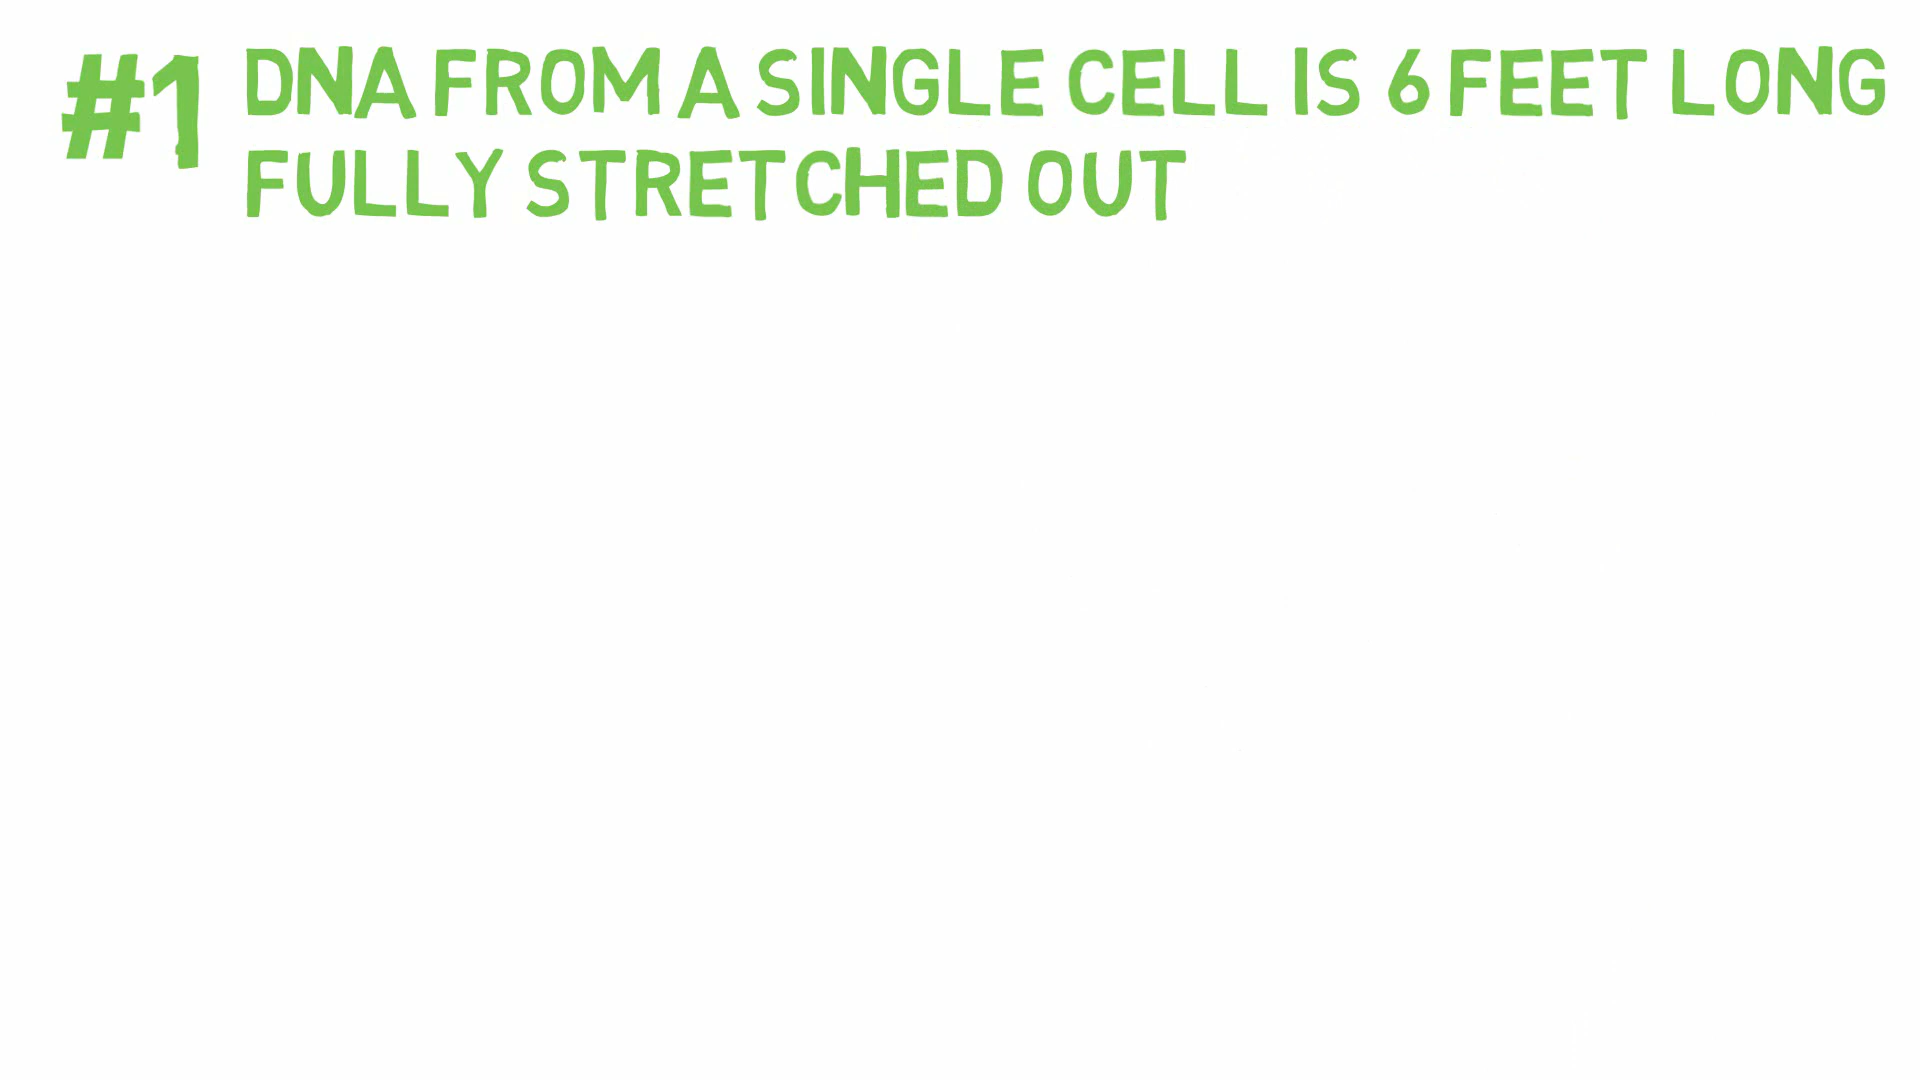 #1 DNA FROM A SINGLE CELL IS 6 FEET LONG
FULLY STRETCHED OUT